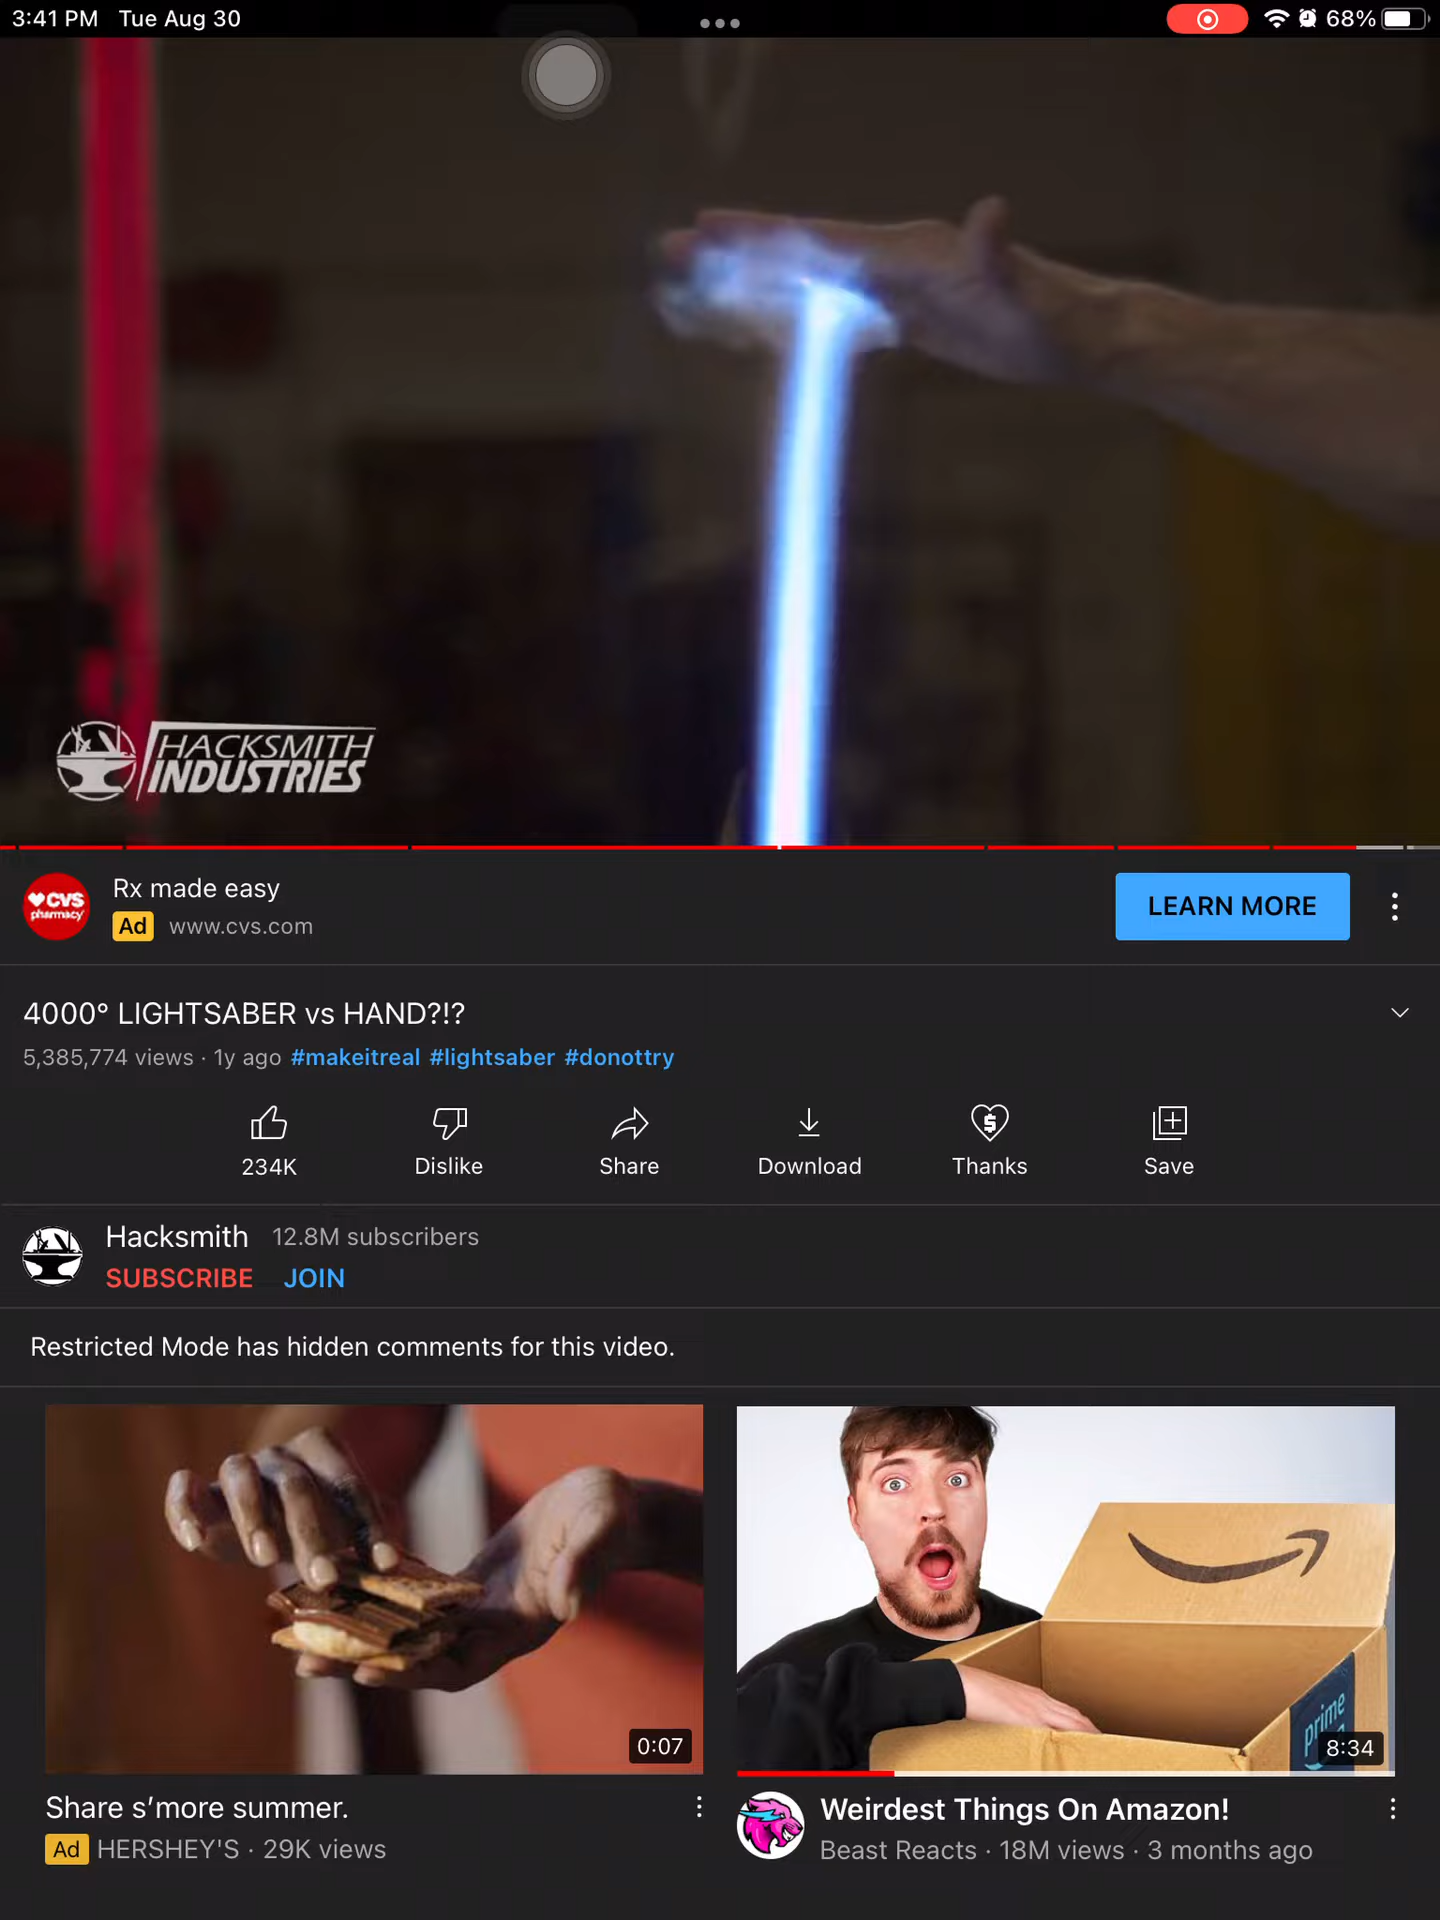 3:41 PM Tue Aug 30
68%
HACKSMITH
INDUSTRIES
CVS
pharmacy
Rx made easy
Ad www.cvs.com
LEARN MORE
4000° LIGHTSABER vs HAND?!?
5,385,774 views · 1y ago #makeitreal #lightsaber #donottry
234K
Dislike
Share
Download
Thanks
Save
Hacksmith 12.8M subscribers
SUBSCRIBE JOIN
Restricted Mode has hidden comments for this video.
0:07
prime
8:34
Share s'more summer.
Ad HERSHEY'S · 29K views
Weirdest Things On Amazon!
Beast Reacts · 18M views · 3 months ago